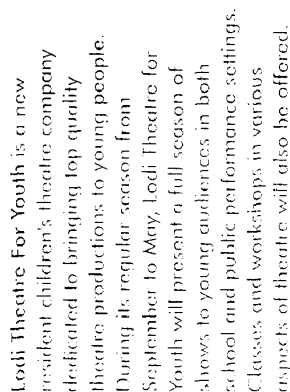 Lodi Theatre For Youth is a new
resident children's theatre company
dedicated to bringing top quality
theatre productions to young people.
During its regular season from
September to May, Lodi Theatre for
Youth will present a full season of
shows to young audiences in both
school and public performance settings.
Classes and workshops in various
aspects of theatre will also be offered.